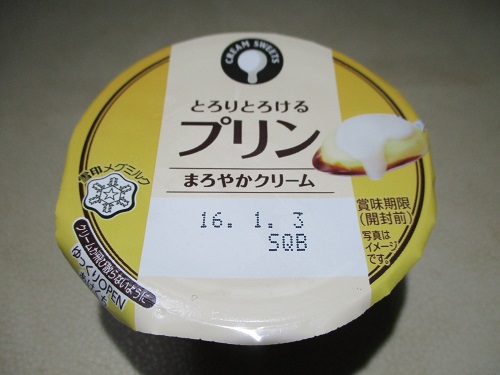 CREAM SWEETS
とろりとろける
プリン
まろやかクリーム
雪印メグミルク
16. 1. 3
SQB
賞味期限
(開封前)
写真は
イメージ
です。
クリームが飛び散らないように
ゆっくりOPEN